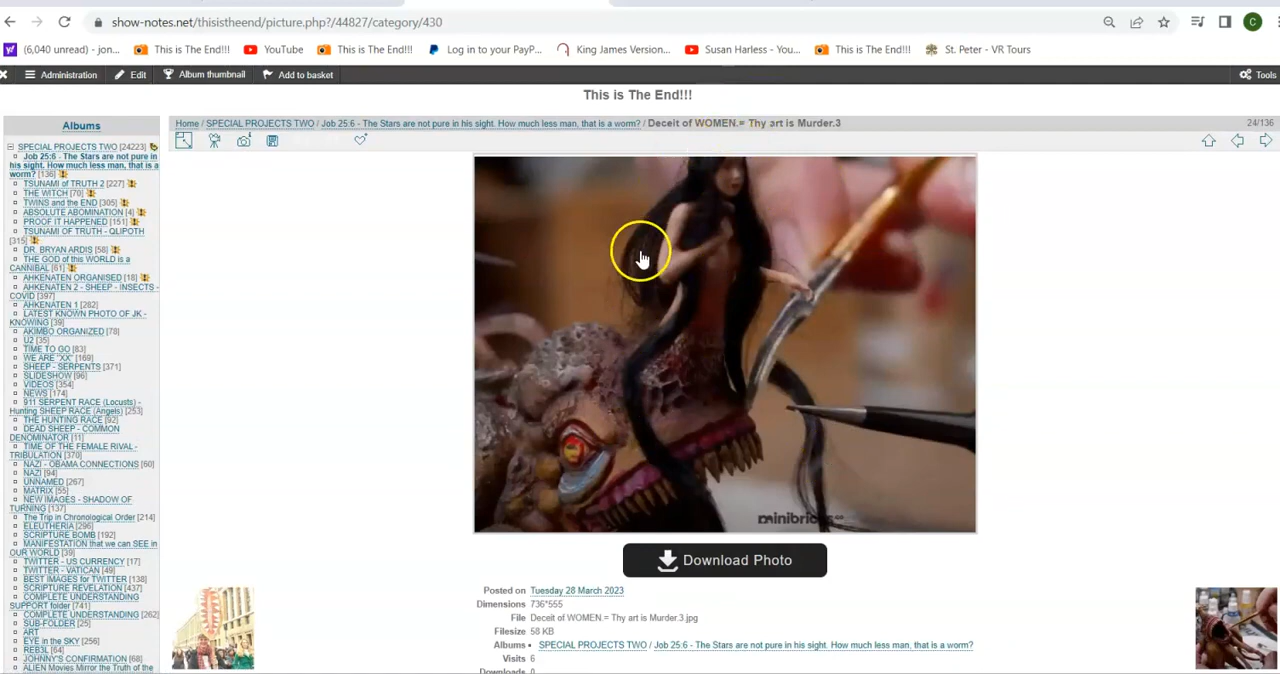 show-notes.net/thisistheend/picture.php?/44827/category/430
(6,040 unread) - jon... This is The End!!! YouTube This is The End!!! Log in to your PayP... King James Version... Susan Harless - You... This is The End!!! St. Peter - VR Tours
Administration Edit Album thumbnail Add to basket Tools
This is The End!!!
Albums
Home / SPECIAL PROJECTS TWO / Job 25:6 - The Stars are not pure in his sight. How much less man, that is a worm? / Deceit of WOMEN.= Thy art is Murder.3 24/136
SPECIAL PROJECTS TWO [24223]
Job 25:6 - The Stars are not pure in
his sight. How much less man, that is a
worm? [136]
TSUNAMI of TRUTH 2 [227]
THE WITCH [70]
TWINS and the END [305]
ABSOLUTE ABOMINATION [4]
PROOF IT HAPPENED [151]
TSUNAMI OF TRUTH - QLIPOTH
[315]
DR. BRYAN ARDIS [58]
THE GOD of this WORLD is a
CANNIBAL [61]
AHKENATEN ORGANISED [18]
AHKENATEN 2 - SHEEP - INSECTS -
COVID [397]
AHKENATEN 1 [282]
LATEST KNOWN PHOTO OF JK -
KNOWING [39]
AKIMBO ORGANIZED [78]
U2 [35]
TIME TO GO [83]
WE ARE "XX" [169]
SHEEP - SERPENTS [371]
SLIDESHOW [96]
VIDEOS [354]
NEWS [174]
911 SERPENT RACE (Locusts) -
Hunting SHEEP RACE (Angels) [253]
THE HUNTING RACE [92]
DEAD SHEEP - COMMON
DENOMINATOR [11]
TIME OF THE FEMALE RIVAL -
TRIBULATION [370]
NAZI - OBAMA CONNECTIONS [60]
NAZI [94]
UNNAMED [267]
MATRIX [55]
NEW IMAGES - SHADOW OF
TURNING [137]
The Trip in Chronological Order [214]
ELEUTHERIA [296]
SCRIPTURE BOMB [192]
MANIFESTATION that we can SEE in
OUR WORLD [39]
TWITTER - US CURRENCY [17]
TWITTER - VATICAN [49]
BEST IMAGES for TWITTER [138]
SCRIPTURE REVELATION [437]
COMPLETE UNDERSTANDING
SUPPORT folder [741]
COMPLETE UNDERSTANDING [262]
SUB-FOLDER [25]
ART
EYE in the SKY [256]
REB3L [64]
JOHNNY'S CONFIRMATION [68]
ALIEN Movies Mirror the Truth of the
Download Photo
Posted on Tuesday 28 March 2023
Dimensions 736*555
File Deceit of WOMEN.= Thy art is Murder.3.jpg
Filesize 58 KB
Albums SPECIAL PROJECTS TWO / Job 25:6 - The Stars are not pure in his sight. How much less man, that is a worm?
Visits 6
Downloads 0